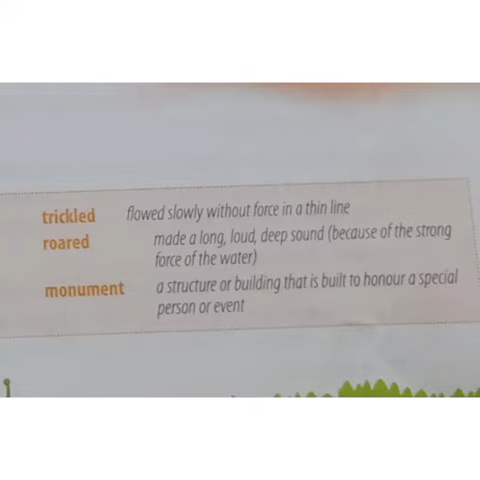 trickled flowed slowly without force in a thin line
roared made a long, loud, deep sound (because of the strong
force of the water)
monument a structure or building that is built to honour a special
person or event